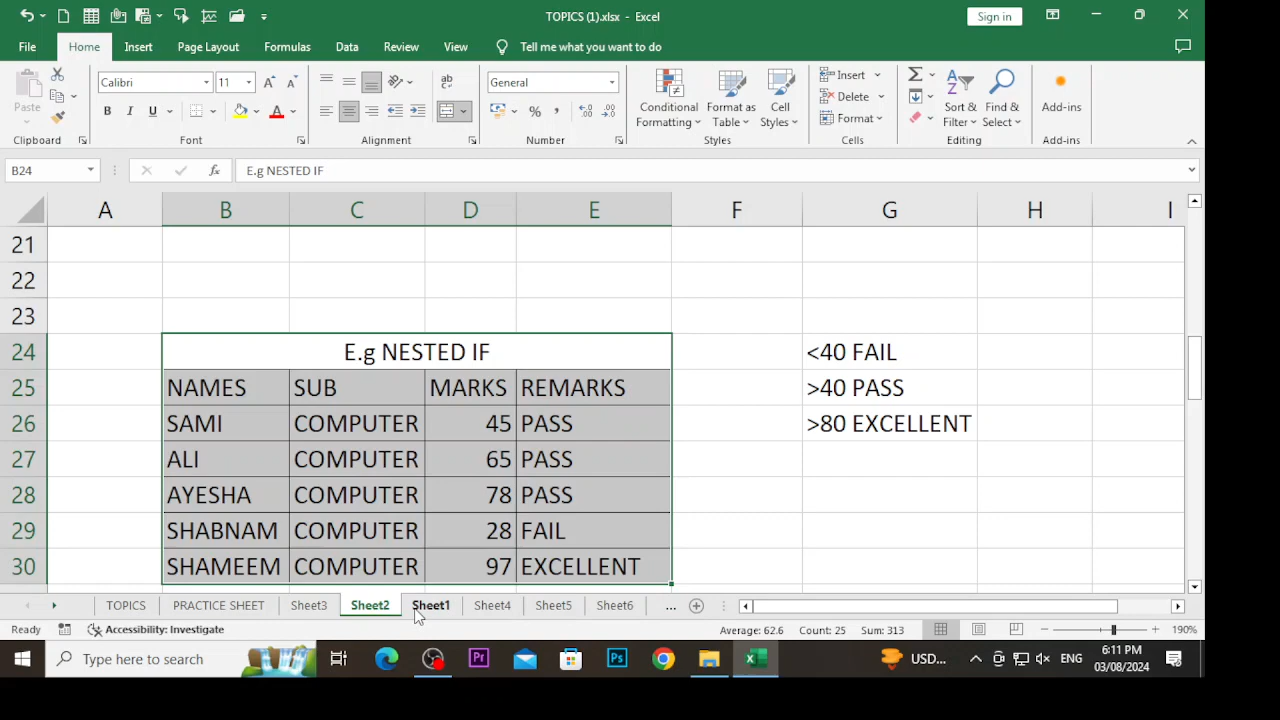 TOPICS (1).xlsx - Excel
Sign in
File Home Insert Page Layout Formulas Data Review View Tell me what you want to do
Paste Calibri 11 A A ab General Conditional Formatting Format as Table Cell Styles Insert Delete Format Sort & Filter Find & Select Add-ins
B I U A % ,
Clipboard Font Alignment Number Styles Cells Editing Add-ins
B24 fx E.g NESTED IF
A B C D E F G H I
21
22
23
24 E.g NESTED IF <40 FAIL
25 NAMES SUB MARKS REMARKS >40 PASS
26 SAMI COMPUTER 45 PASS >80 EXCELLENT
27 ALI COMPUTER 65 PASS
28 AYESHA COMPUTER 78 PASS
29 SHABNAM COMPUTER 28 FAIL
30 SHAMEEM COMPUTER 97 EXCELLENT
TOPICS PRACTICE SHEET Sheet3 Sheet2 Sheet1 Sheet4 Sheet5 Sheet6 ...
Ready Accessibility: Investigate Average: 62.6 Count: 25 Sum: 313 190%
Type here to search Pr Ps USD... ENG 6:11 PM
03/08/2024